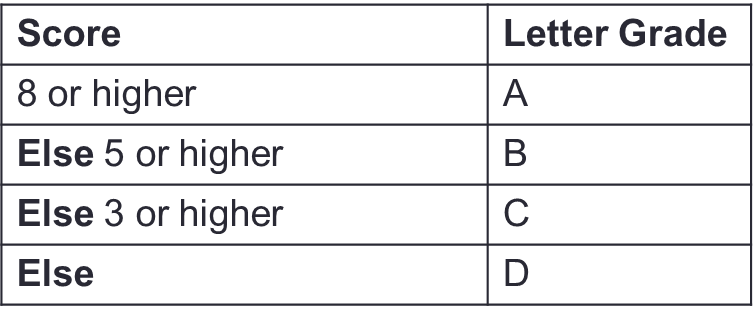 Score Letter Grade
8 or higher A
Else 5 or higher B
Else 3 or higher C
Else D